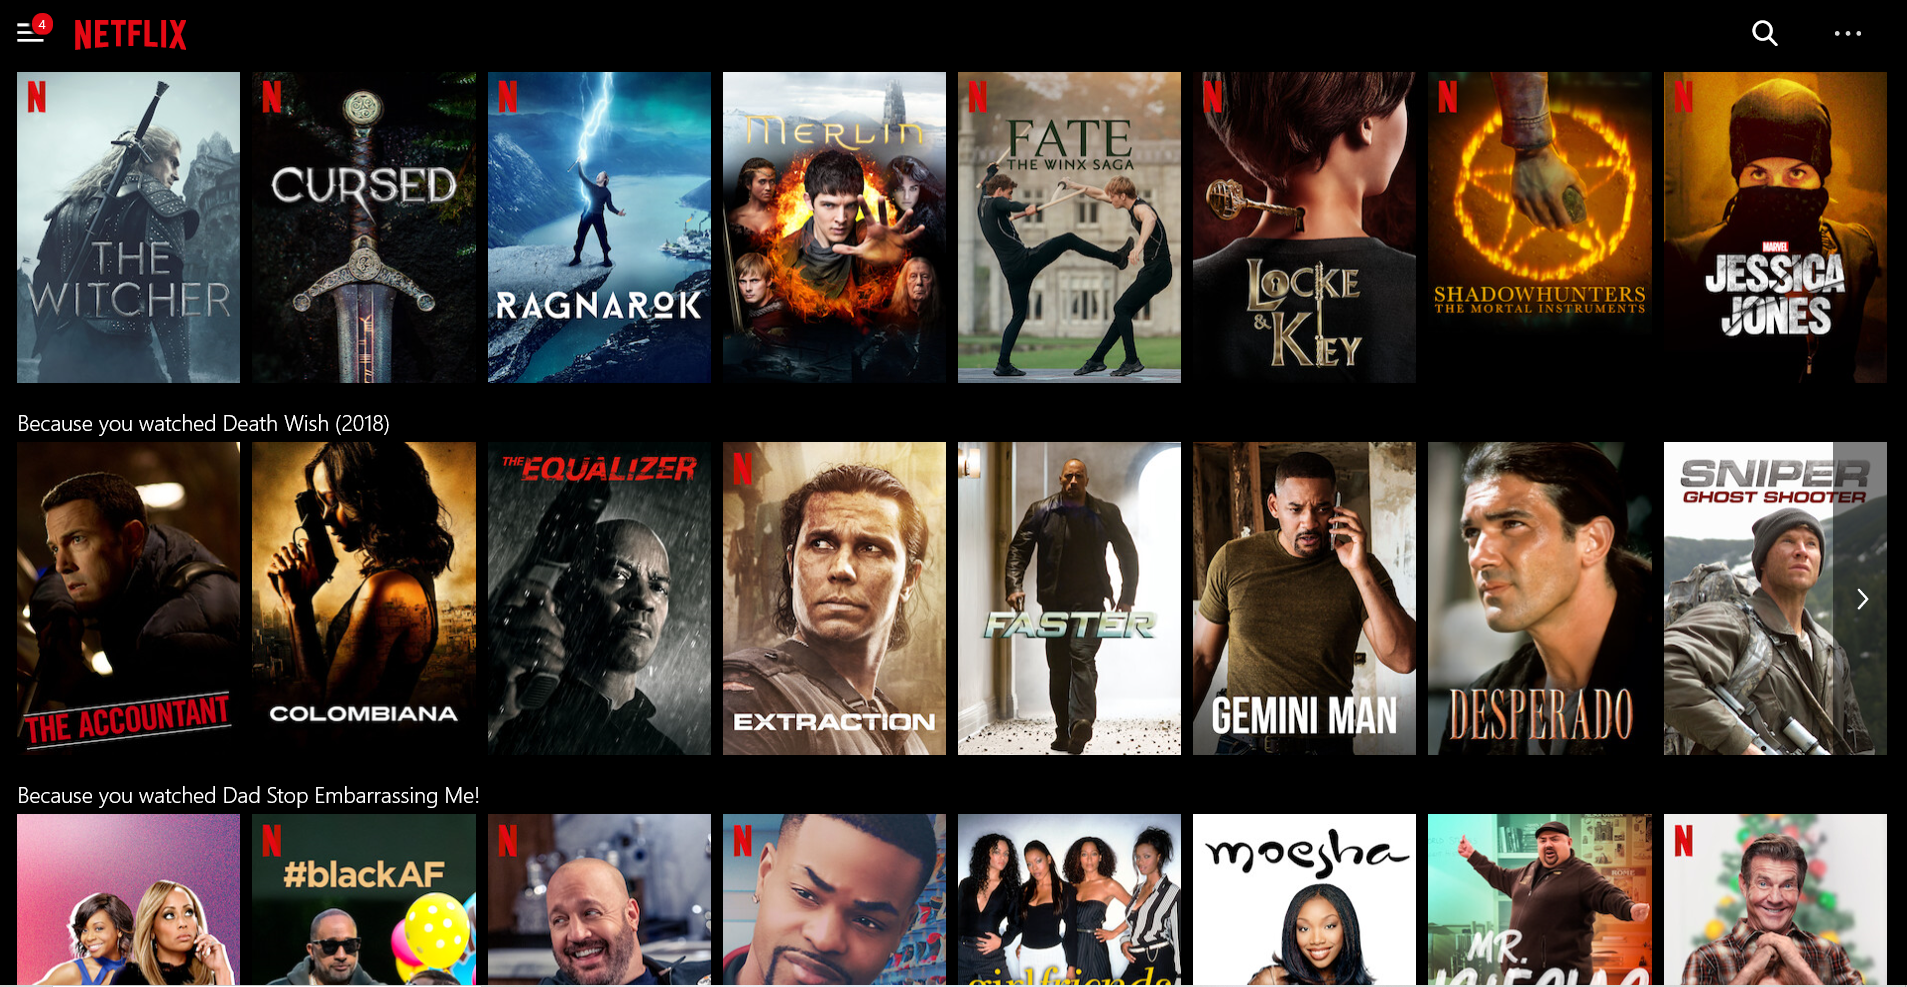 4
NETFLIX
N
N
N
N
N
N
N
THE
WITCHER
CURSED
RAGNAROK
MERLIN
FATE
THE WINX SAGA
LOCKE
& KEY
SHADOWHUNTERS
THE MORTAL INSTRUMENTS
MARVEL
JESSICA
JONES
Because you watched Death Wish (2018)
THE ACCOUNTANT
COLOMBIANA
THE EQUALIZER
N
EXTRACTION
FASTER
GEMINI MAN
DESPERADO
SNIPER
GHOST SHOOTER
Because you watched Dad Stop Embarrassing Me!
N
#blackAF
N
N
girlfriends
moesha
MR.
IGLESIAS
N